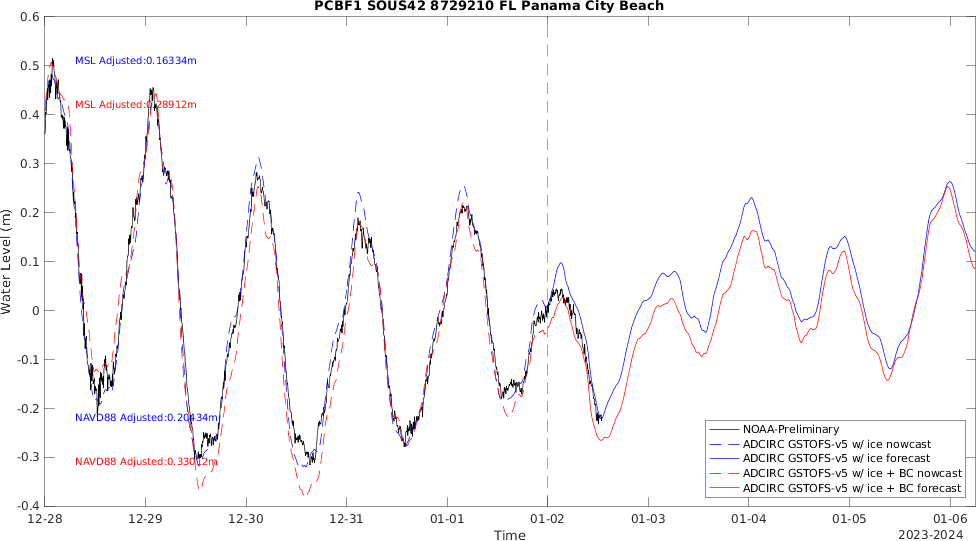 PCBF1 SOUS42 8729210 FL Panama City Beach
0.6
0.5
0.4
0.3
0.2
0.1
0
-0.1
-0.2
-0.3
-0.4
Water Level (m)
MSL Adjusted:0.16334m
MSL Adjusted:0.28912m
NAVD88 Adjusted:0.20434m
NAVD88 Adjusted:0.33012m
NOAA-Preliminary
ADCIRC GSTOFS-v5 w/ ice nowcast
ADCIRC GSTOFS-v5 w/ ice forecast
ADCIRC GSTOFS-v5 w/ ice + BC nowcast
ADCIRC GSTOFS-v5 w/ ice + BC forecast
12-28 12-29 12-30 12-31 01-01 01-02 01-03 01-04 01-05 01-06
Time
2023-2024